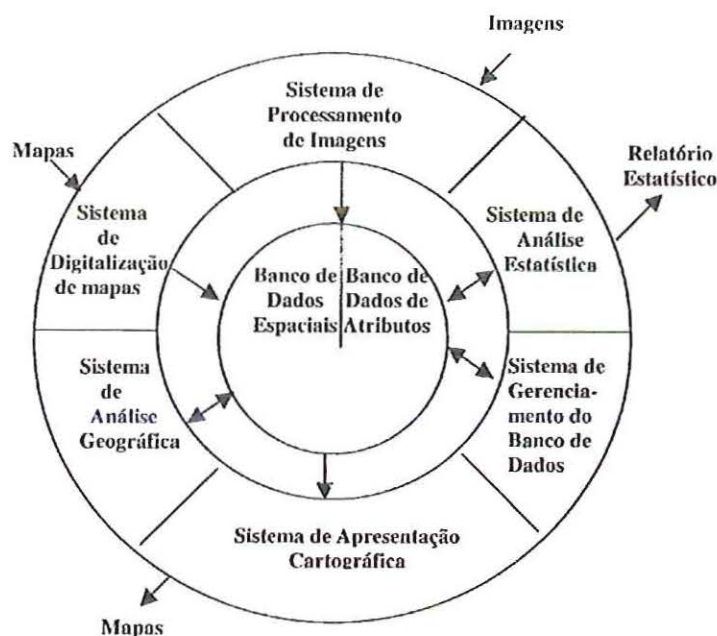 Imagens
Sistema de
Processamento
de Imagens
Mapas
Relatório
Estatístico
Sistema
de
Digitalização
de mapas
Sistema de
Análise
Estatística
Banco de
Dados
Espaciais
Banco de
Dados de
Atributos
Sistema
de
Análise
Geográfica
Sistema de
Gerencia-
mento do
Banco de
Dados
Sistema de Apresentação
Cartográfica
Mapas